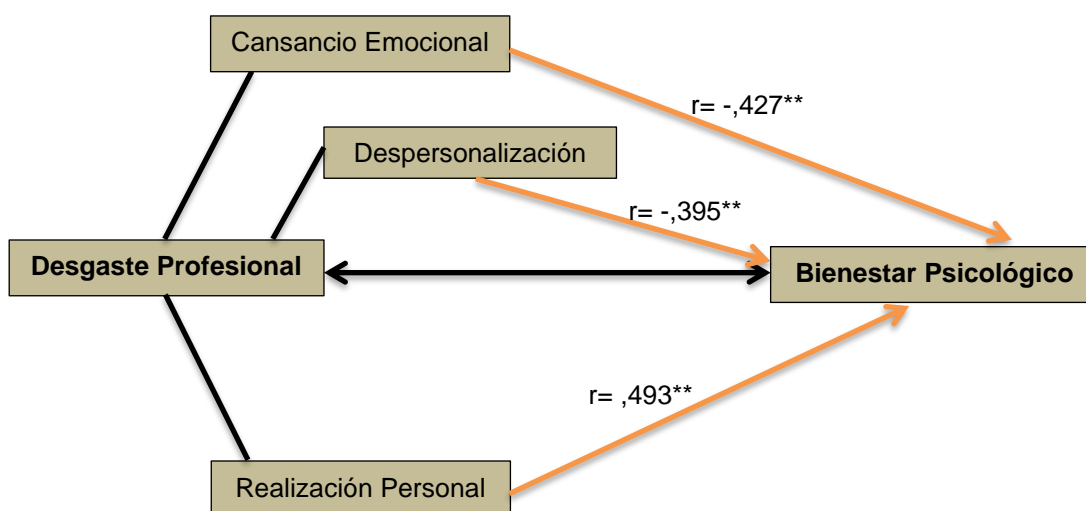 Cansancio Emocional
r= -,427**
Despersonalización
r= -,395**
Desgaste Profesional
Bienestar Psicológico
r= ,493**
Realización Personal